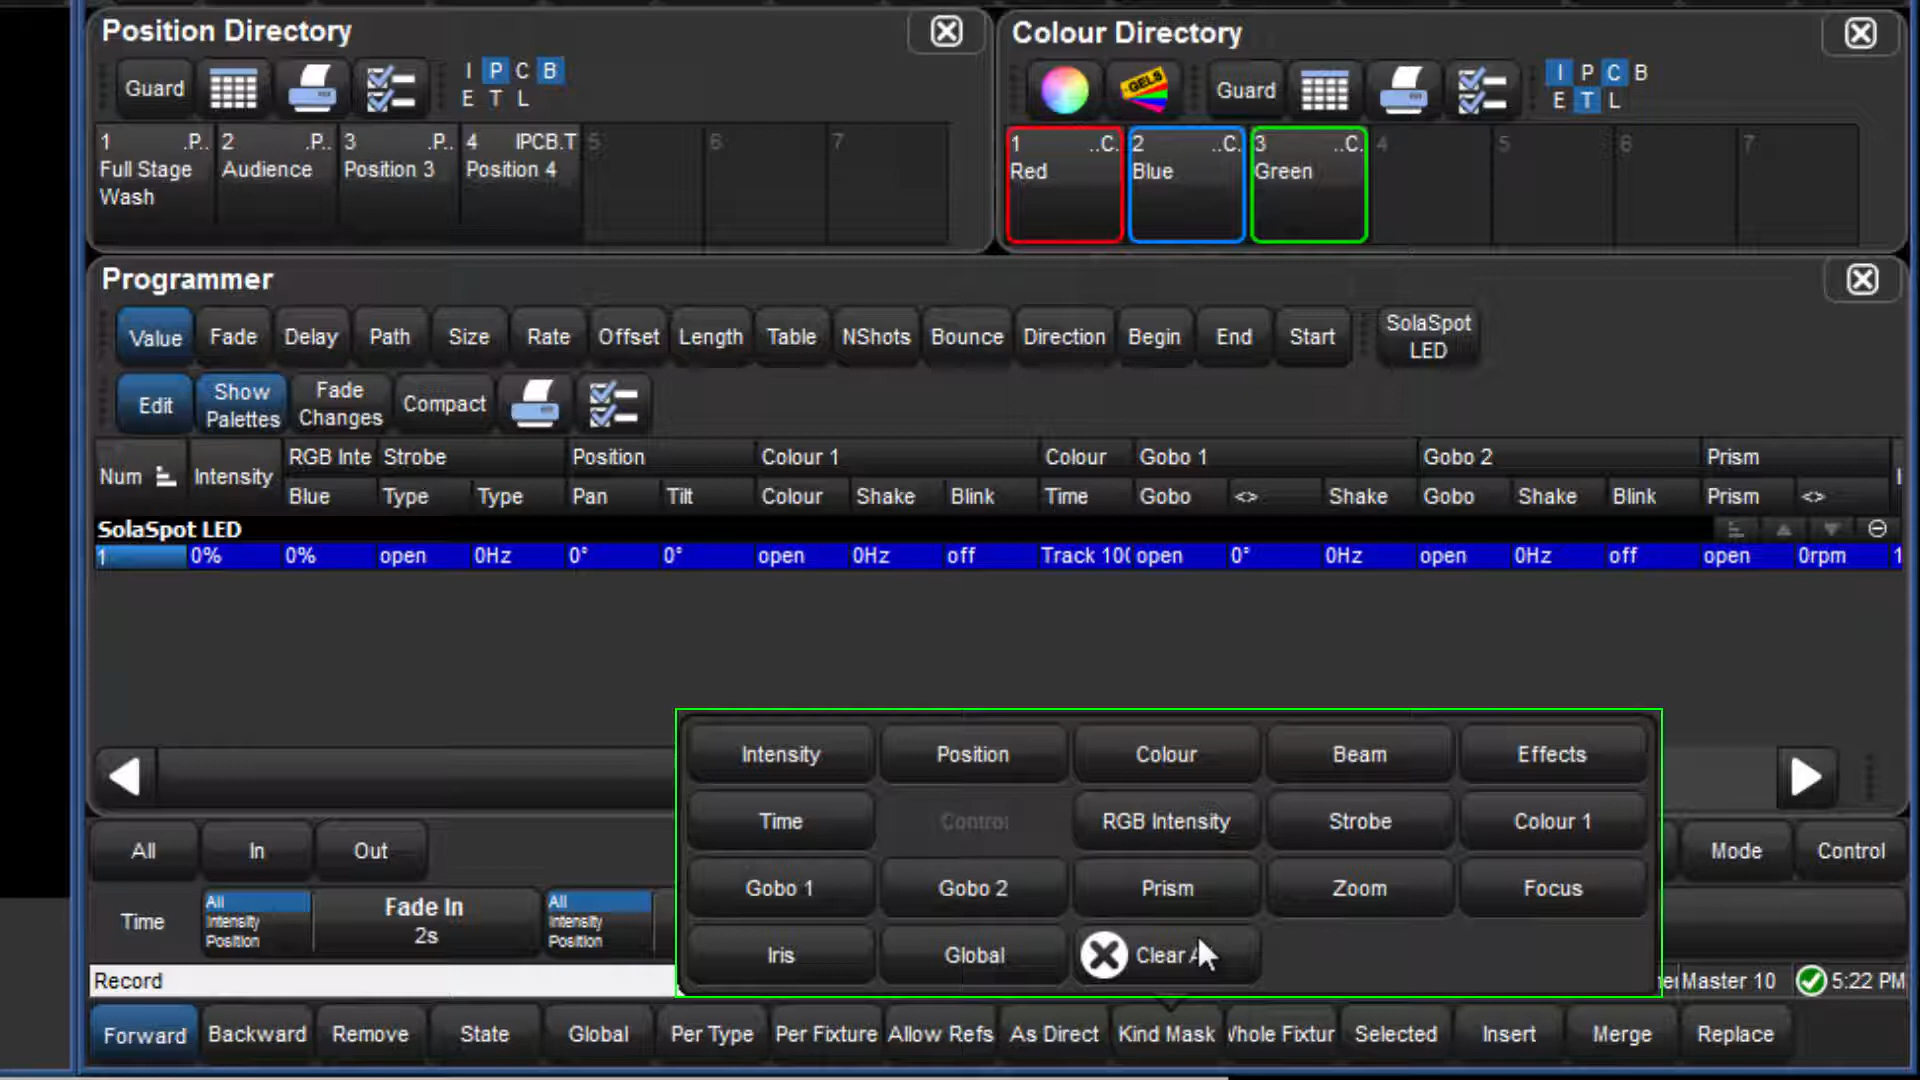 Position Directory
Guard
I P C B
E T L
1 .P..
Full Stage
Wash
2 .P..
Audience
3 .P..
Position 3
4 IPCB.T
Position 4
5
6
7
Colour Directory
GELS
Guard
I P C B
E T L
1 ..C.
Red
2 ..C.
Blue
3 ..C.
Green
4
5
6
7
Programmer
Value Fade Delay Path Size Rate Offset Length Table NShots Bounce Direction Begin End Start
SolaSpot
LED
Edit
Show
Palettes
Fade
Changes
Compact
Num Intensity
RGB Inte Strobe Position Colour 1 Colour Gobo 1 Gobo 2 Prism
Blue Type Type Pan Tilt Colour Shake Blink Time Gobo <> Shake Gobo Shake Blink Prism <>
SolaSpot LED
1 0% 0% open 0Hz 0° 0° open 0Hz off Track 100 open 0° 0Hz open 0Hz off open 0rpm 1
Intensity Position Colour Beam Effects
Time Control RGB Intensity Strobe Colour 1
Gobo 1 Gobo 2 Prism Zoom Focus
Iris Global Clear
All In Out
Mode Control
Time
All
Intensity
Position
Fade In
2s
All
Intensity
Position
Record
Master 10 5:22 PM
Forward Backward Remove State Global Per Type Per Fixture Allow Refs As Direct Kind Mask Whole Fixtur Selected Insert Merge Replace